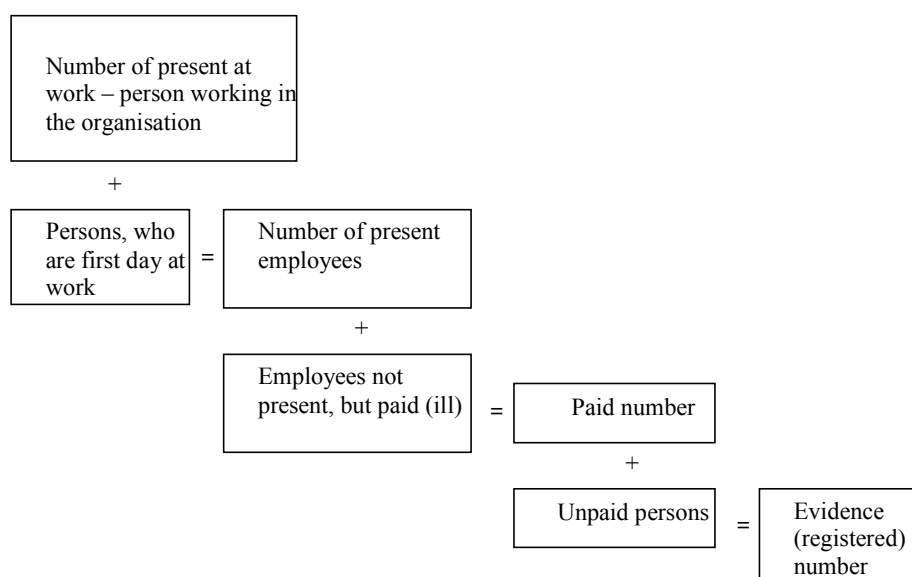 Number of present at
work – person working in
the organisation
+
Persons, who
are first day at
work
=
Number of present
employees
+
Employees not
present, but paid (ill)
=
Paid number
+
Unpaid persons
=
Evidence
(registered)
number